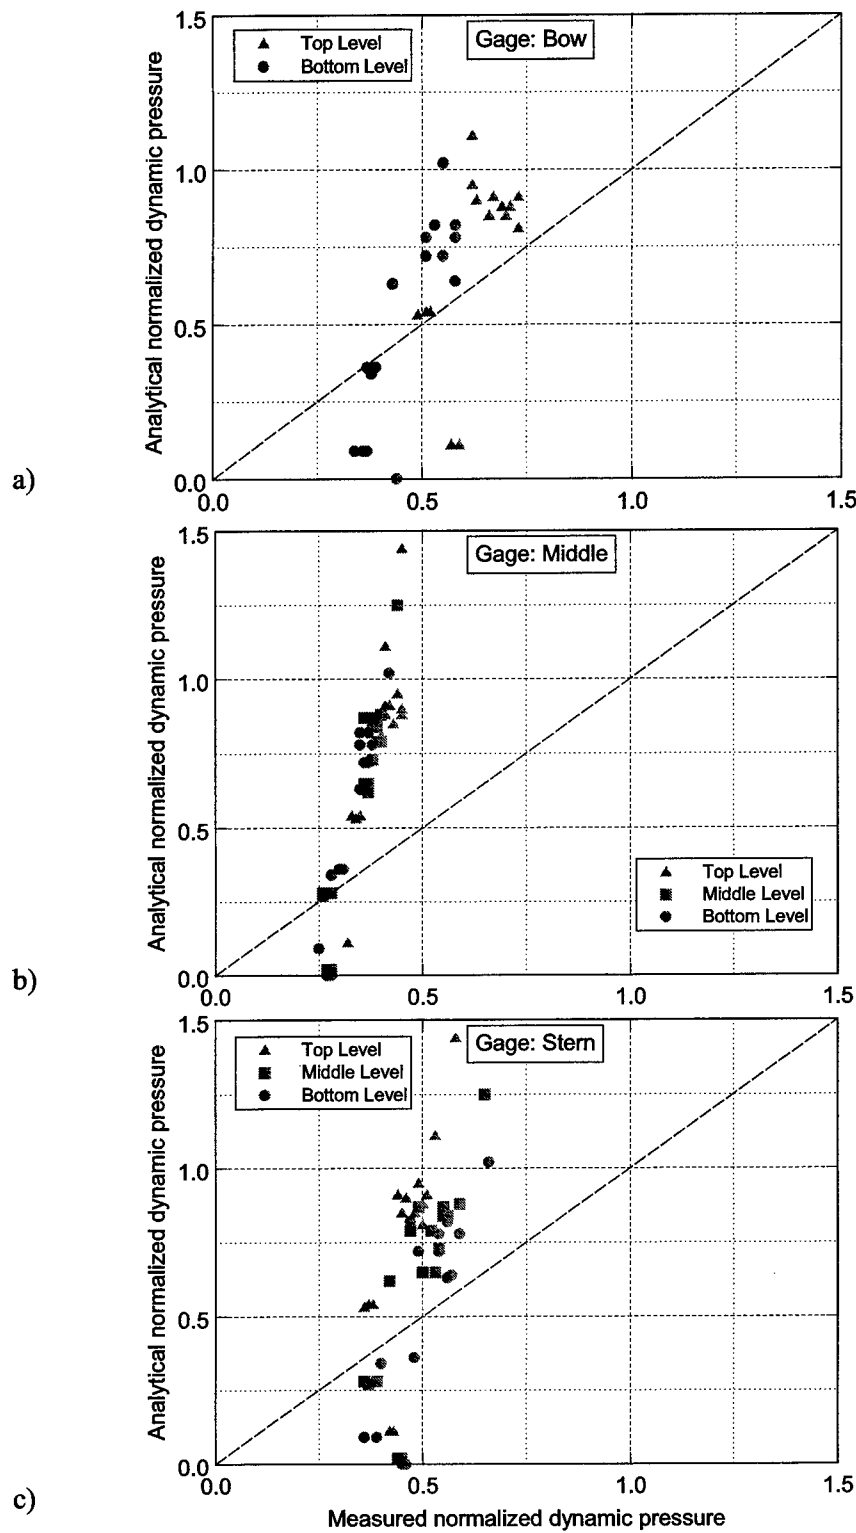 1.5
Top Level
Bottom Level
Gage: Bow
Analytical normalized dynamic pressure
1.0
0.5
0.0
a)
0.0 0.5 1.0 1.5
1.5
Gage: Middle
Analytical normalized dynamic pressure
1.0
0.5
Top Level
Middle Level
Bottom Level
0.0
b)
0.0 0.5 1.0 1.5
1.5
Top Level
Middle Level
Bottom Level
Gage: Stern
Analytical normalized dynamic pressure
1.0
0.5
0.0
c)
0.0 0.5 1.0 1.5
Measured normalized dynamic pressure